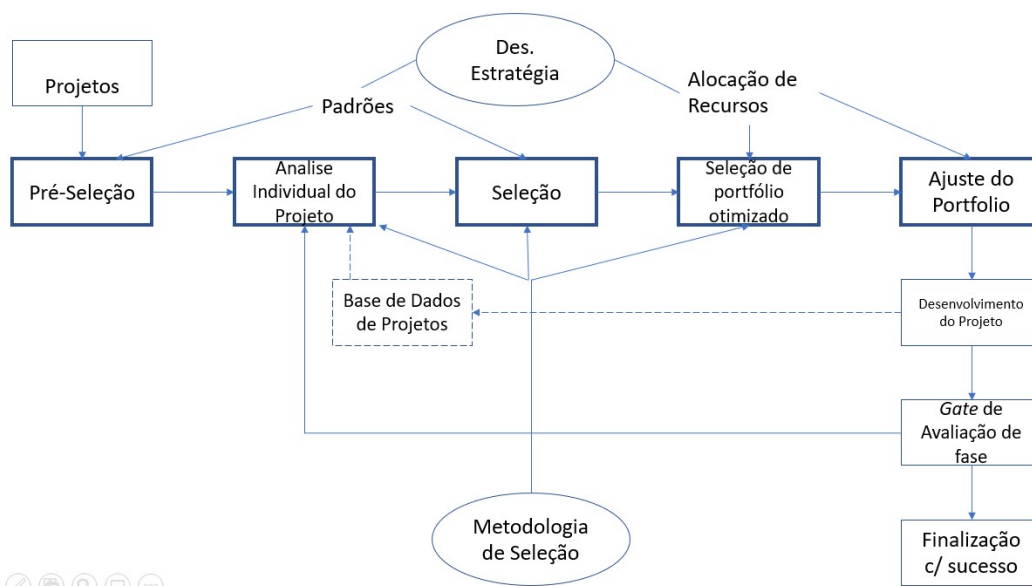 Des.
Estratégia
Projetos
Padrões
Alocação de
Recursos
Pré-Seleção
Analise
Individual do
Projeto
Seleção
Seleção de
portfólio
otimizado
Ajuste do
Portfolio
Base de Dados
de Projetos
Desenvolvimento
do Projeto
Gate de
Avaliação de
fase
Metodologia
de Seleção
Finalização
c/ sucesso